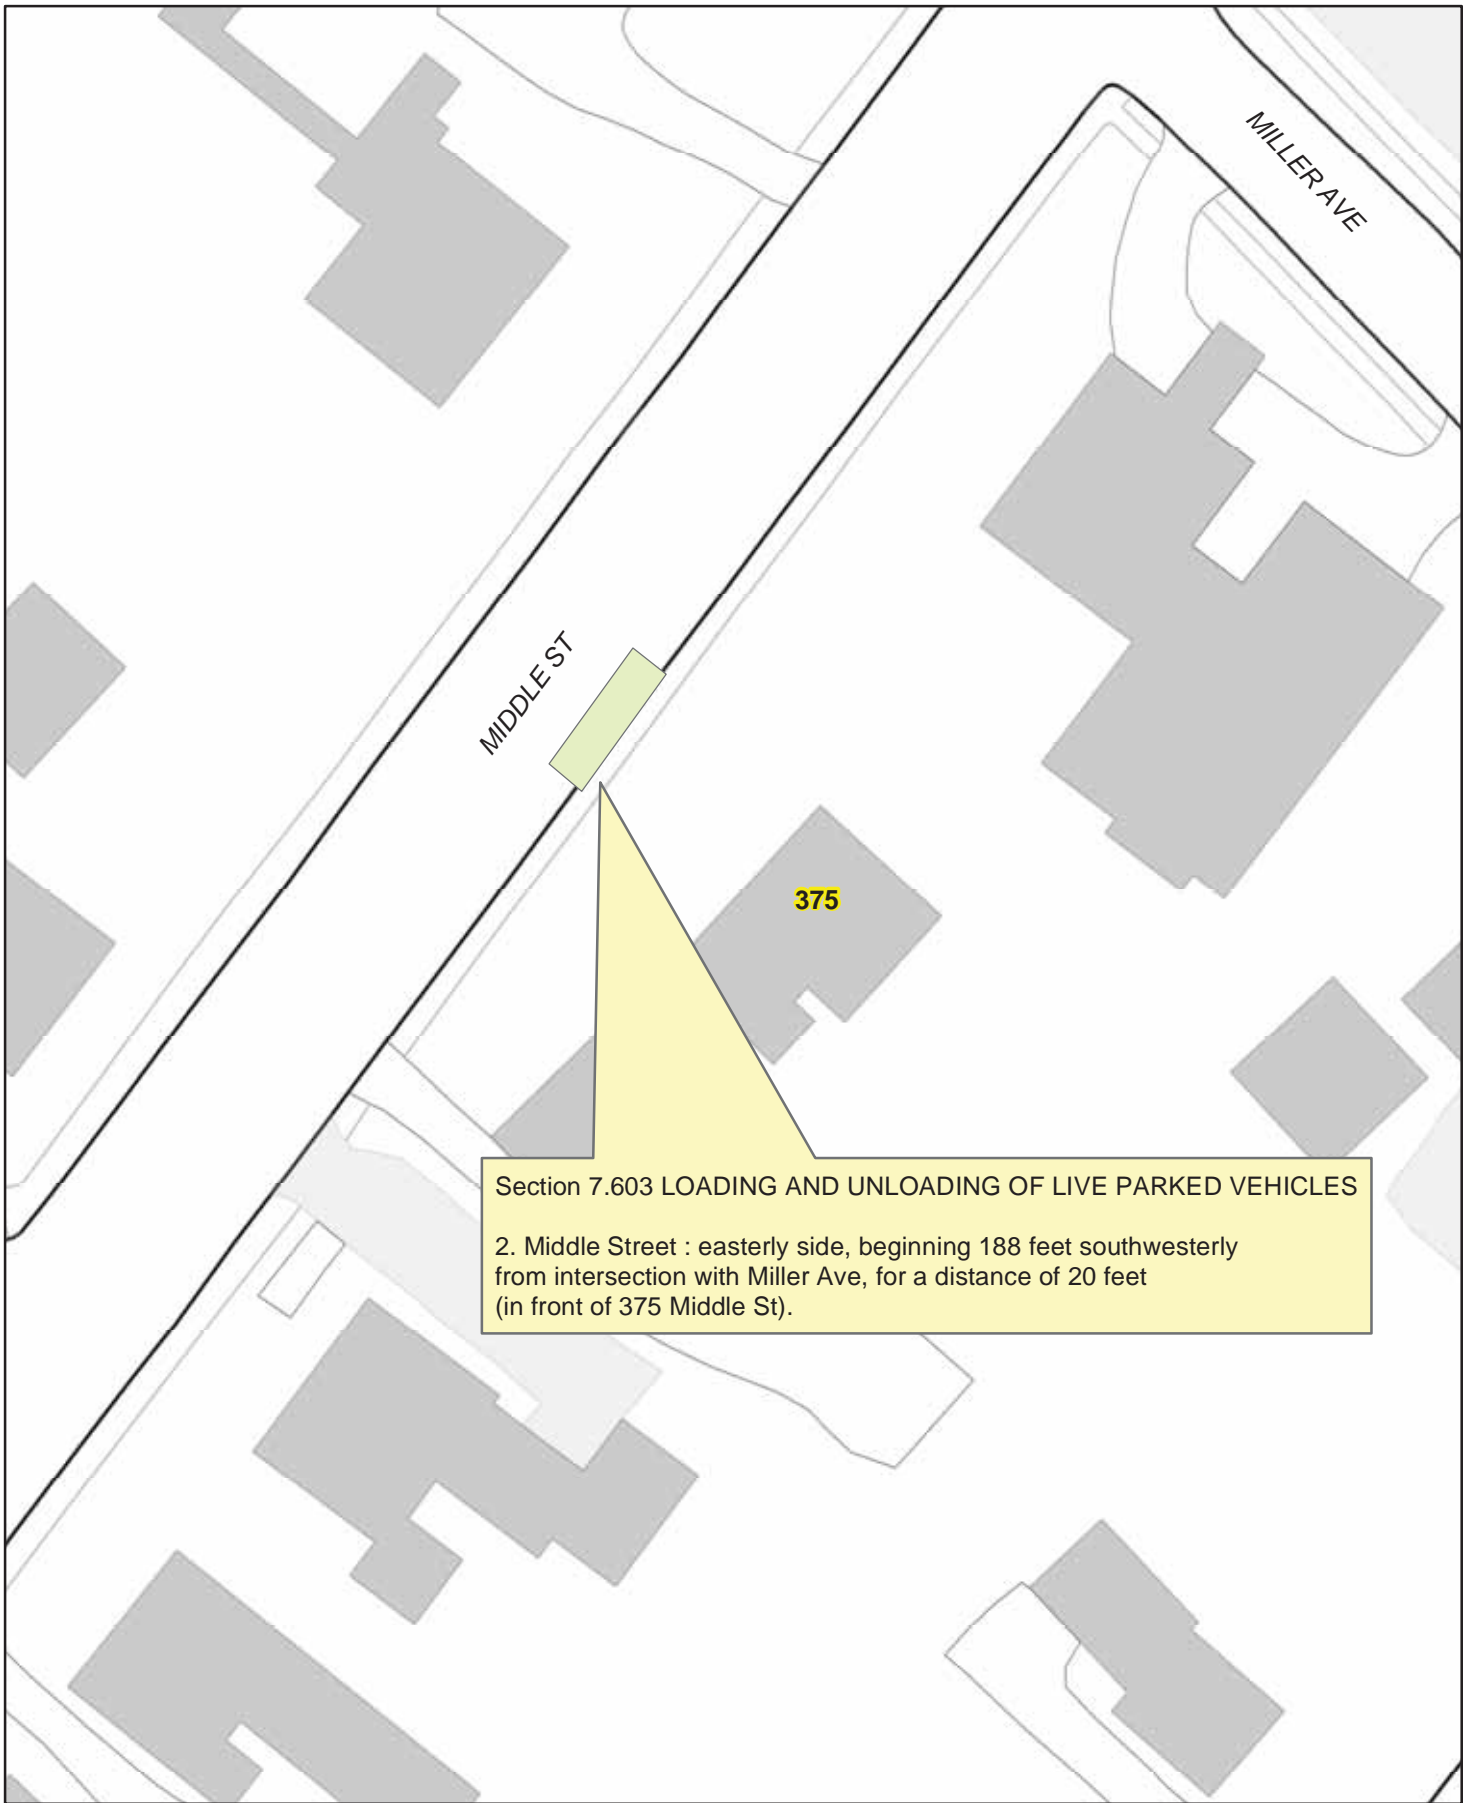 MILLER AVE
MIDDLE ST
375
Section 7.603 LOADING AND UNLOADING OF LIVE PARKED VEHICLES
2. Middle Street : easterly side, beginning 188 feet southwesterly
from intersection with Miller Ave, for a distance of 20 feet
(in front of 375 Middle St).